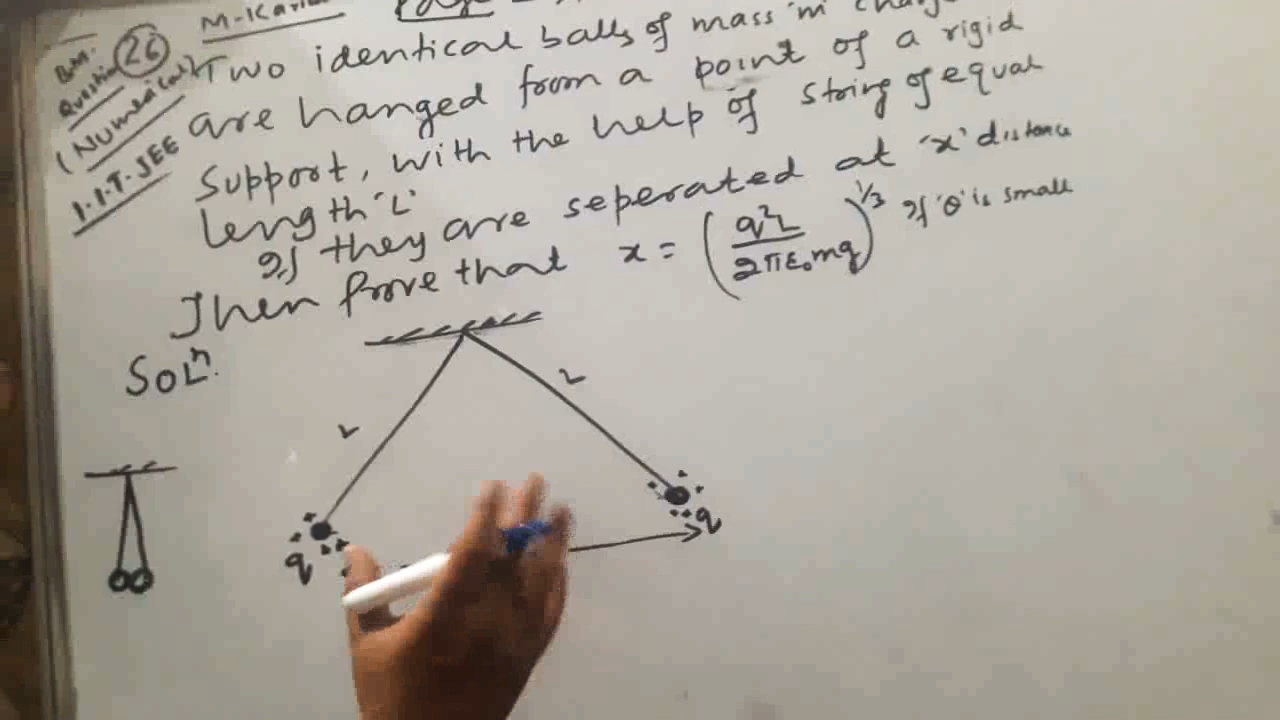 B.M.
Question
(Numerical)
I.I.T-JEE
26
Two identical balls of mass 'm'
are hanged from a point of a rigid
support, with the help of string of equal
length 'L'
If they are seperated at 'x' distance
Then Prove that x = (q²L / 2πε₀mg)^1/3 If 'θ' is small
Solⁿ.
L
L
q
q